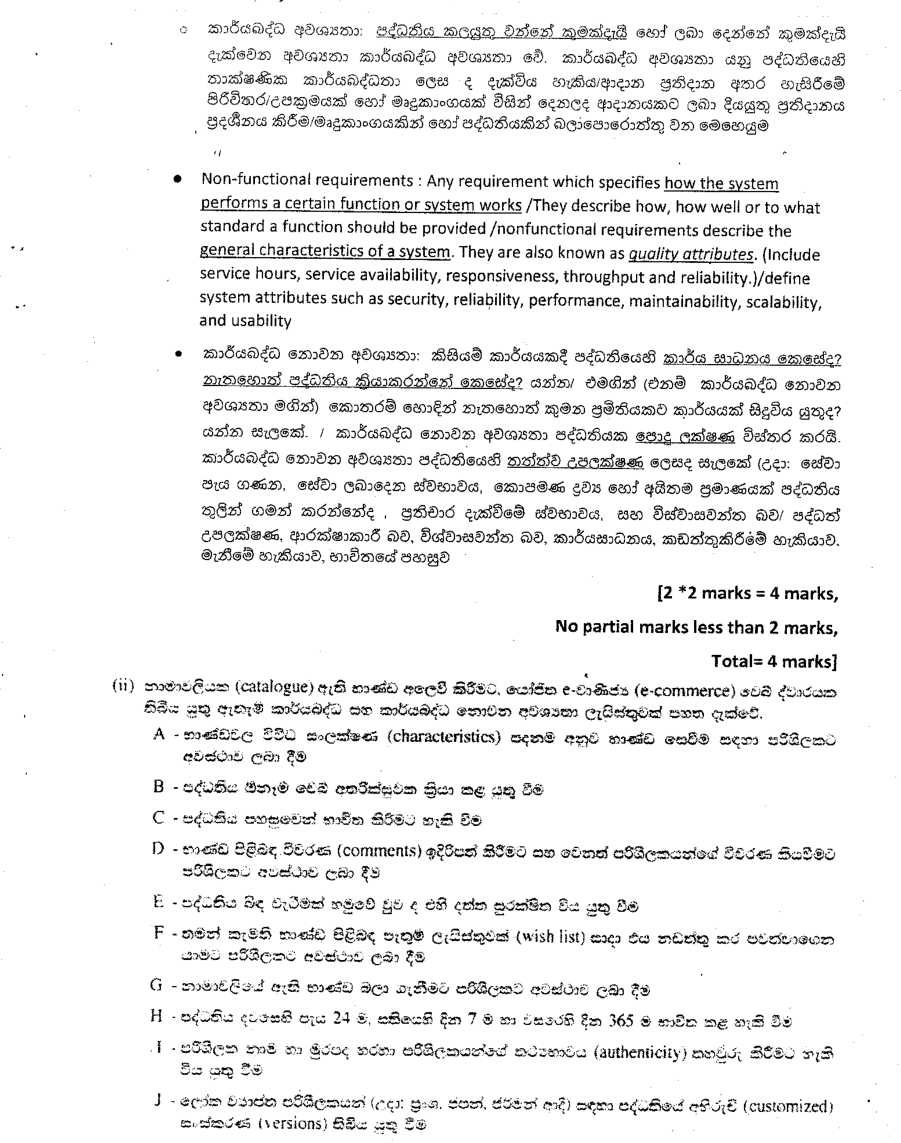 ○ කාර්යබද්ධ අවශ්‍යතා: පද්ධතිය කලයුතු වන්නේ කුමක්දැයි හෝ ලබා දෙන්නේ කුමක්දැයි
දැක්වෙන අවශ්‍යතා කාර්යබද්ධ අවශ්‍යතා වේ. කාර්යබද්ධ අවශ්‍යතා යනු පද්ධතියෙහි
තාක්ෂණික කාර්යබද්ධතා ලෙස ද දැක්විය හැකිය/ආදාන ප්‍රතිදාන අතර හැසිරීමේ
පිරිවිතර/උපක්‍රමයක් හෝ මෘදුකාංගයක් විසින් දෙනලද ආදානයකට ලබා දියයුතු ප්‍රතිදානය
ප්‍රදර්ශනය කිරීම/මෘදුකාංගයකින් හෝ පද්ධතියකින් බලාපොරොත්තු වන මෙහෙයුම
• Non-functional requirements : Any requirement which specifies how the system
performs a certain function or system works /They describe how, how well or to what
standard a function should be provided /nonfunctional requirements describe the
general characteristics of a system. They are also known as quality attributes. (Include
service hours, service availability, responsiveness, throughput and reliability.)/define
system attributes such as security, reliability, performance, maintainability, scalability,
and usability
• කාර්යබද්ධ නොවන අවශ්‍යතා: කිසියම් කාර්යයකදී පද්ධතියෙහි කාර්ය සාධනය කෙසේද?
නැතහොත් පද්ධතිය ක්‍රියාකරන්නේ කෙසේද? යන්න/ එමගින් (එනම් කාර්යබද්ධ නොවන
අවශ්‍යතා මගින්) කොතරම් හොඳින් නැතහොත් කුමන ප්‍රමිතියකට කාර්යයක් සිදුවිය යුතුද?
යන්න සැලකේ. / කාර්යබද්ධ නොවන අවශ්‍යතා පද්ධතියක පොදු ලක්ෂණ විස්තර කරයි.
කාර්යබද්ධ නොවන අවශ්‍යතා පද්ධතියෙහි තත්ත්ව උපලක්ෂණ ලෙසද සැලකේ (උදා: සේවා
පැය ගණන, සේවා ලබාදෙන ස්වභාවය, කොපමණ ද්‍රව්‍ය හෝ අයිතම ප්‍රමාණයක් පද්ධතිය
තුලින් ගමන් කරන්නේද , ප්‍රතිචාර දැක්වීමේ ස්වභාවය, සහ විස්වාසවන්ත බව/ පද්ධති
උපලක්ෂණ, ආරක්ෂාකාරී බව, විශ්වාසවන්ත බව, කාර්යසාධනය, නඩත්තුකිරීමේ හැකියාව,
මැනීමේ හැකියාව, භාවිතයේ පහසුව
[2 *2 marks = 4 marks,
No partial marks less than 2 marks,
Total= 4 marks]
(ii) නාමාවලියක (catalogue) ඇති භාණ්ඩ අලෙවි කිරීමට, යෝජිත e-වාණිජ්‍ය (e-commerce) වෙබ් ද්වාරයක
තිබිය යුතු ඇතැම් කාර්යබද්ධ සහ කාර්යබද්ධ නොවන අවශ්‍යතා ලැයිස්තුවක් පහත දැක්වේ.
A - භාණ්ඩවල විවිධ සංලක්ෂණ (characteristics) පදනම් අනුව භාණ්ඩ සෙවීම සඳහා පරිශීලකට
අවස්ථාව ලබා දීම
B - පද්ධතිය ඕනෑම වෙබ් අතරික්සුවක ක්‍රියා කළ යුතු වීම
C - පද්ධතිය පහසුවෙන් භාවිත කිරීමට හැකි වීම
D - භාණ්ඩ පිළිබඳ විවරණ (comments) ඉදිරිපත් කිරීමට සහ වෙනත් පරිශීලකයන්ගේ විවරණ කියවීමට
පරිශීලකට අවස්ථාව ලබා දීම
E - පද්ධතිය බිඳ වැටීමක් හමුවේ වුව ද එහි දත්ත සුරක්ෂිත විය යුතු වීම
F - තමන් කැමති භාණ්ඩ පිළිබඳ පැතුම් ලැයිස්තුවක් (wish list) සාදා එය නඩත්තු කර පවත්වාගෙන
යාමට පරිශීලකට අවස්ථාව ලබා දීම
G - නාමාවලියේ ඇති භාණ්ඩ බලා ගැනීමට පරිශීලකට අවස්ථාව ලබා දීම
H - පද්ධතිය දවසෙහි පැය 24 ම, සතියෙහි දින 7 ම හා වසරෙහි දින 365 ම භාවිත කළ හැකි වීම
I - පරිශීලක නාම හා මුරපද හරහා පරිශීලකයන්ගේ තථ්‍යභාවය (authenticity) තහවුරු කිරීමට හැකි
විය යුතු වීම
J - ලෝක ව්‍යාප්ත පරිශීලකයන් (උදා: ප්‍රංශ, ජපන්, ජර්මන් ආදී) සඳහා පද්ධතියේ අභිරුචි (customized)
සංස්කරණ (versions) තිබිය යුතු වීම